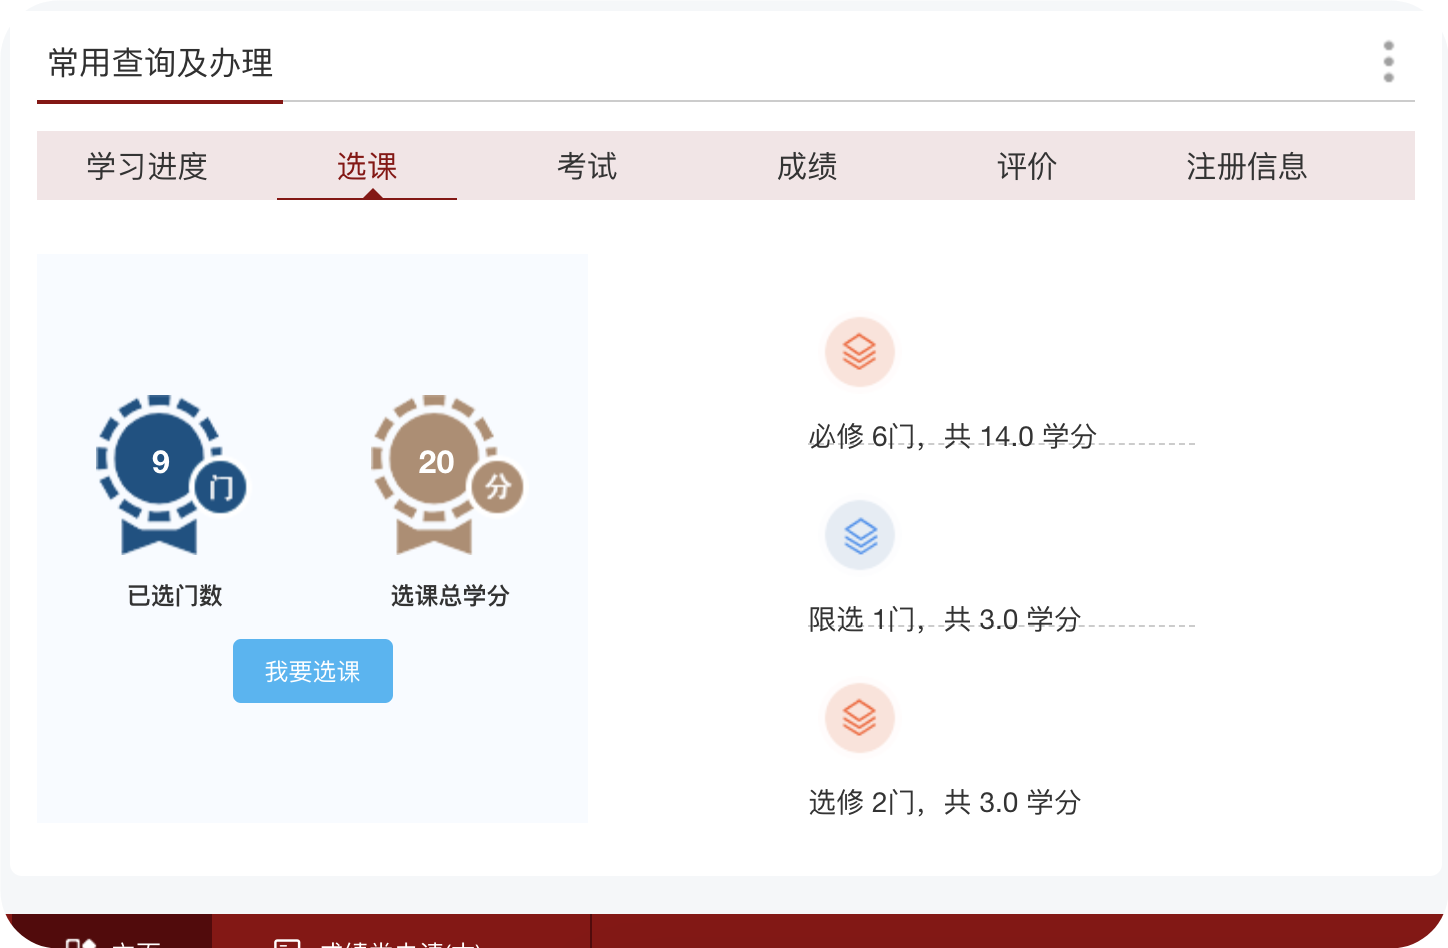 常用查询及办理
学习进度 选课 考试 成绩 评价 注册信息
9 门
20 分
已选门数
选课总学分
我要选课
必修 6门，共 14.0 学分
限选 1门，共 3.0 学分
选修 2门，共 3.0 学分
主页